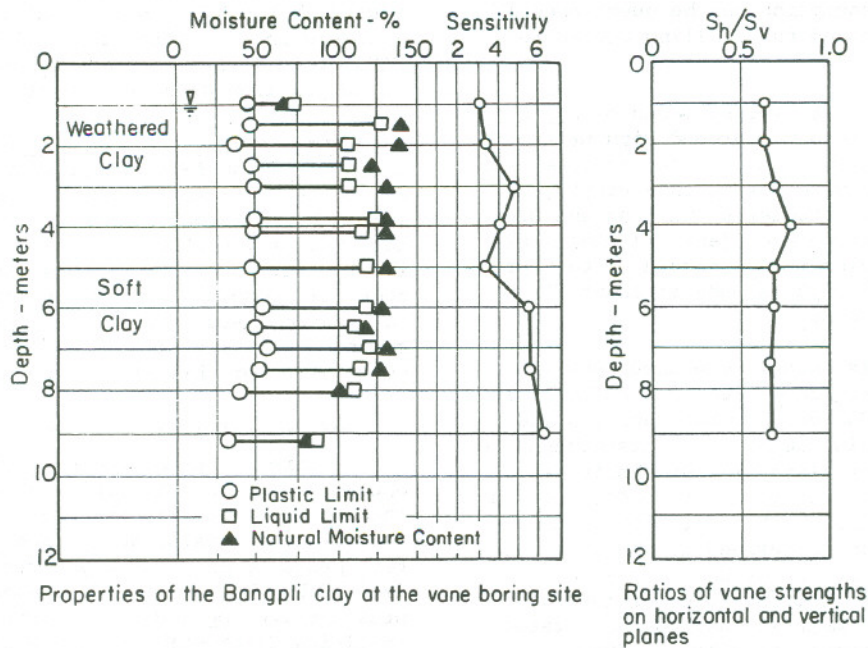 Moisture Content - %
0 50 100 150
Sensitivity
2 4 6
Depth - meters
0
2
4
6
8
10
12
Weathered
Clay
Soft
Clay
Plastic Limit
Liquid Limit
Natural Moisture Content
Properties of the Bangpli clay at the vane boring site
Sh/Sv
0 0.5 1.0
Depth - meters
0
2
4
6
8
10
12
Ratios of vane strengths
on horizontal and vertical
planes